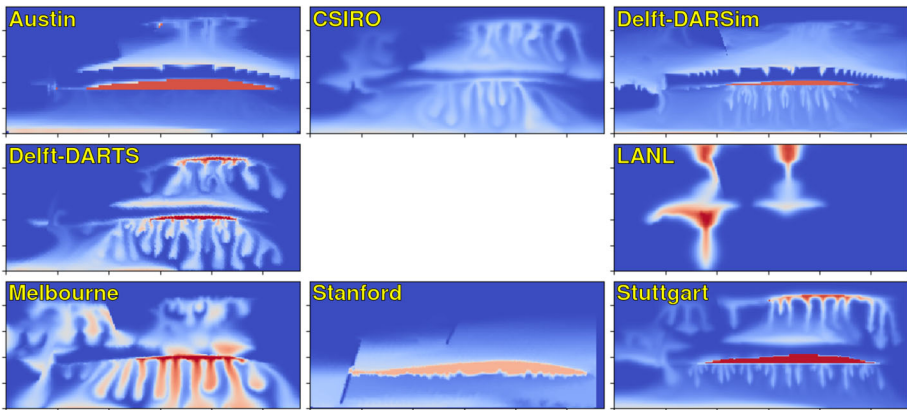 Austin
CSIRO
Delft-DARSim
Delft-DARTS
LANL
Melbourne
Stanford
Stuttgart